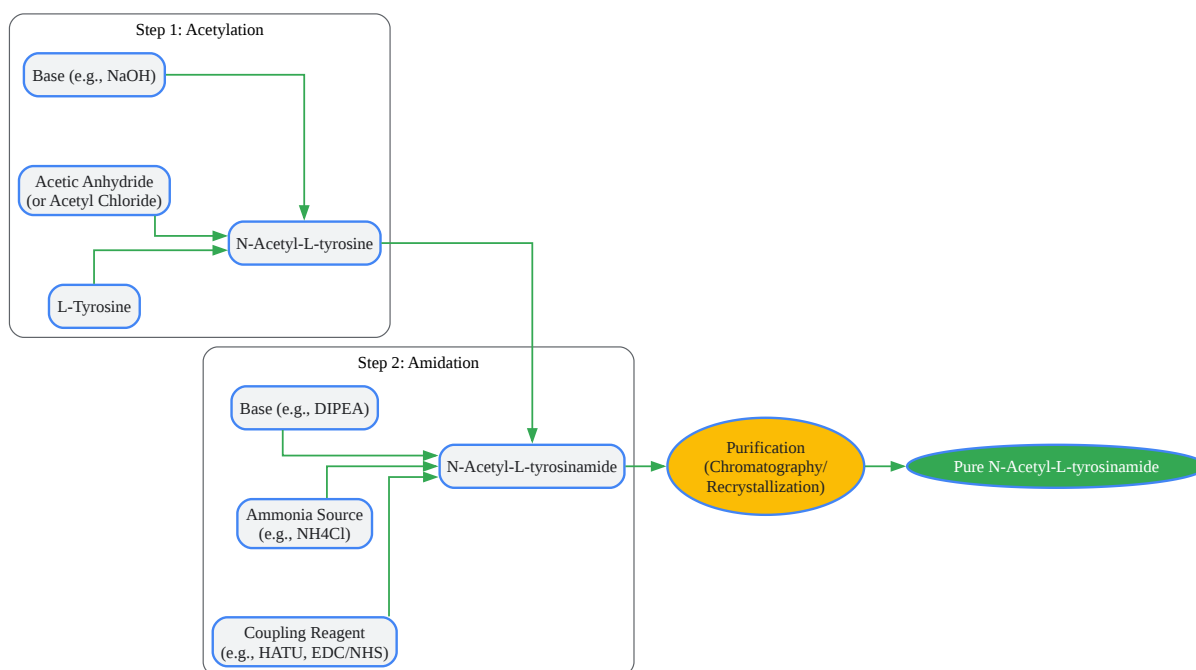 Step 1: Acetylation
Base (e.g., NaOH)
Acetic Anhydride
(or Acetyl Chloride)
N-Acetyl-L-tyrosine
L-Tyrosine
Step 2: Amidation
Base (e.g., DIPEA)
N-Acetyl-L-tyrosinamide
Purification
(Chromatography/
Recrystallization)
Pure N-Acetyl-L-tyrosinamide
Ammonia Source
(e.g., NH4Cl)
Coupling Reagent
(e.g., HATU, EDC/NHS)